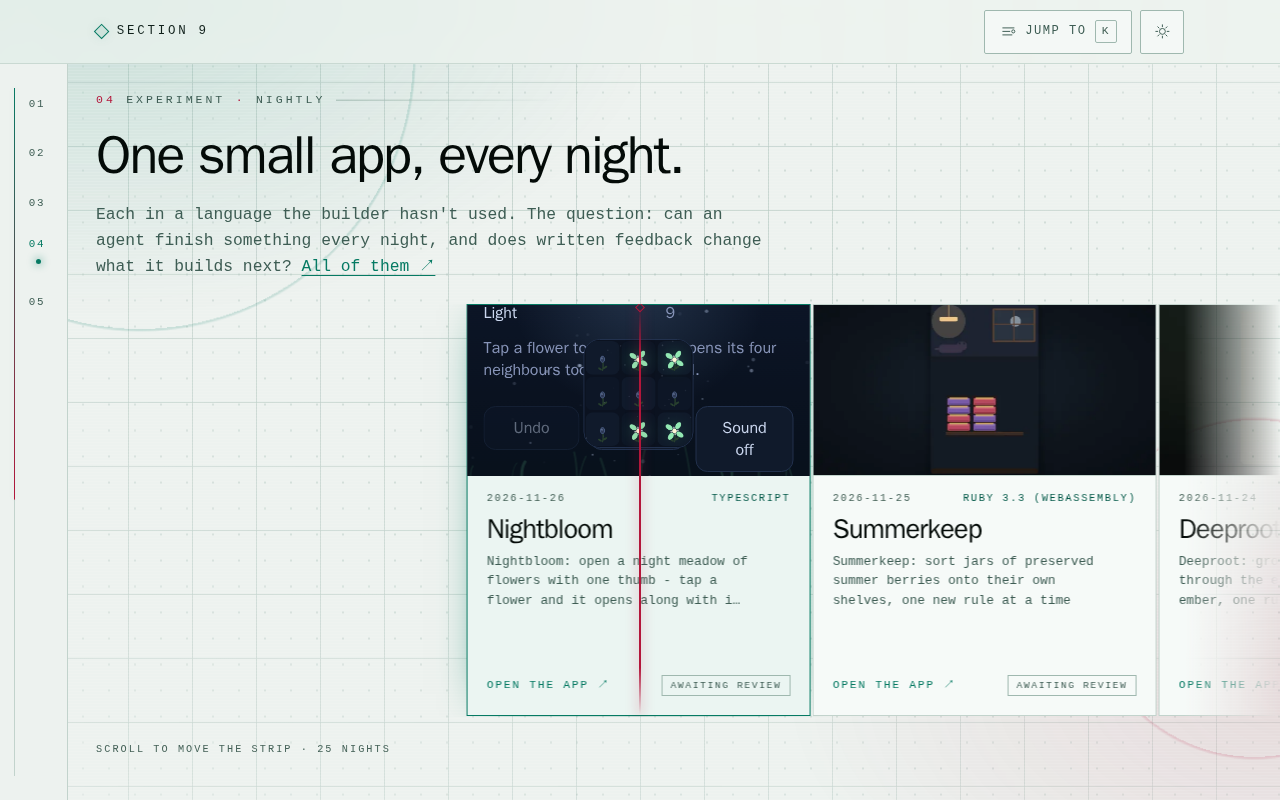 SECTION 9
JUMP TO K
01
02
03
04
05
04 EXPERIMENT · NIGHTLY
One small app, every night.
Each in a language the builder hasn't used. The question: can an
agent finish something every night, and does written feedback change
what it builds next? All of them ↗
Light 9
Tap a flower to pens its four
neighbours too
Undo
Sound
off
2026-11-26 TYPESCRIPT
Nightbloom
Nightbloom: open a night meadow of
flowers with one thumb - tap a
flower and it opens along with i…
OPEN THE APP ↗ AWAITING REVIEW
2026-11-25 RUBY 3.3 (WEBASSEMBLY)
Summerkeep
Summerkeep: sort jars of preserved
summer berries onto their own
shelves, one new rule at a time
OPEN THE APP ↗ AWAITING REVIEW
2026-11-24
Deeproot
Deeproot:
through the
ember, one
OPEN THE
SCROLL TO MOVE THE STRIP · 25 NIGHTS